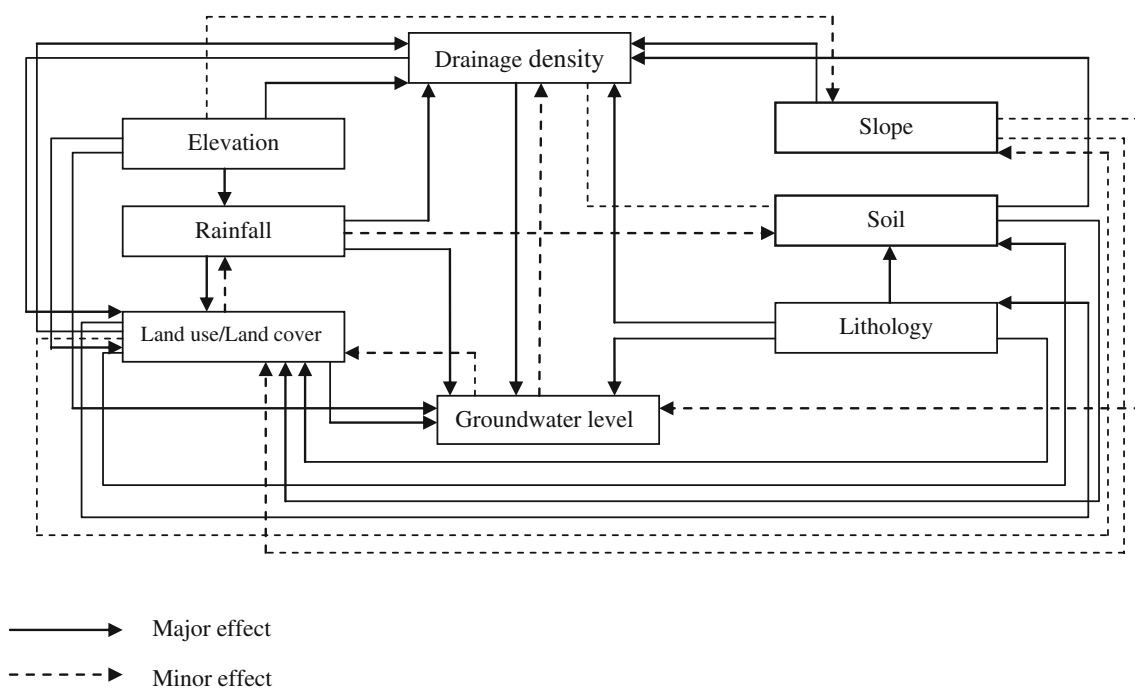 Drainage density
Slope
Elevation
Rainfall
Soil
Land use/Land cover
Lithology
Groundwater level
Major effect
Minor effect